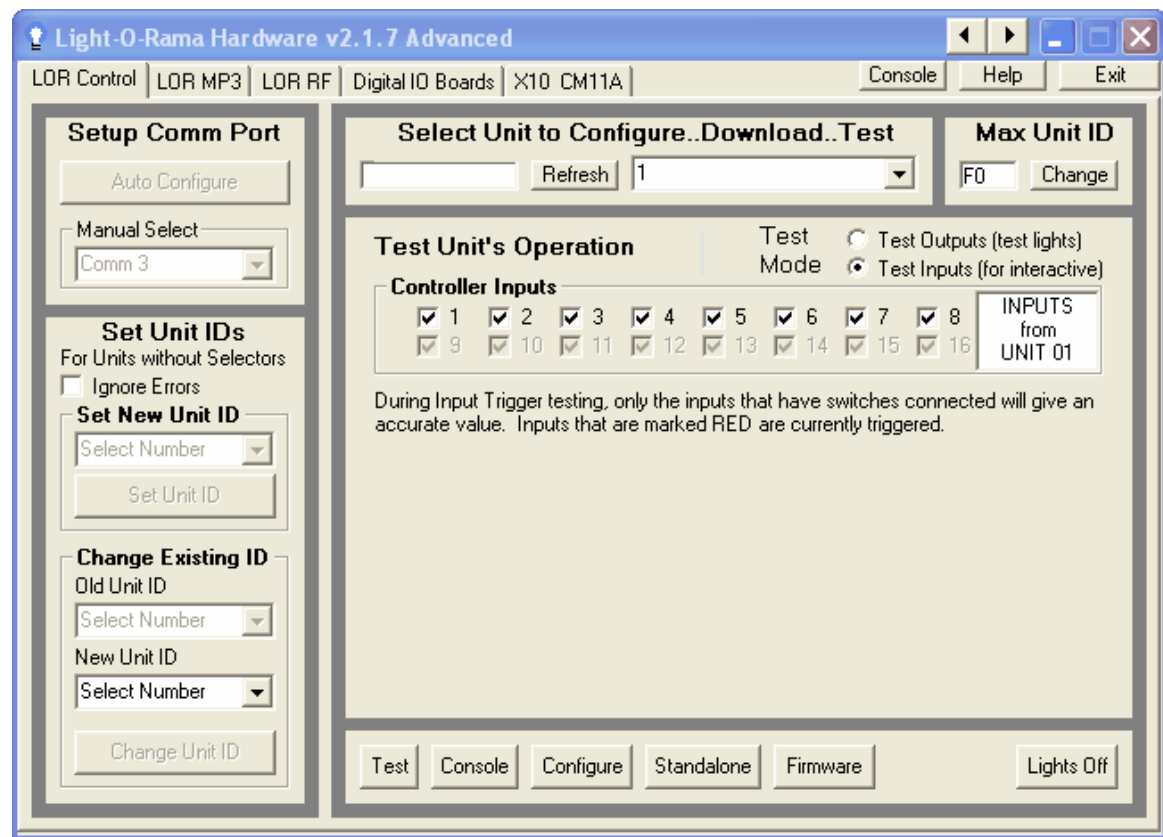 Light-O-Rama Hardware v2.1.7 Advanced
LOR Control LOR MP3 LOR RF Digital IO Boards X10 CM11A Console Help Exit
Setup Comm Port
Auto Configure
Manual Select
Comm 3
Set Unit IDs
For Units without Selectors
Ignore Errors
Set New Unit ID
Select Number
Set Unit ID
Change Existing ID
Old Unit ID
Select Number
New Unit ID
Select Number
Change Unit ID
Select Unit to Configure..Download..Test
Refresh 1
Max Unit ID
F0 Change
Test Unit's Operation
Test Mode
Test Outputs (test lights)
Test Inputs (for interactive)
Controller Inputs
1 2 3 4 5 6 7 8
9 10 11 12 13 14 15 16
INPUTS
from
UNIT 01
During Input Trigger testing, only the inputs that have switches connected will give an
accurate value. Inputs that are marked RED are currently triggered.
Test Console Configure Standalone Firmware Lights Off